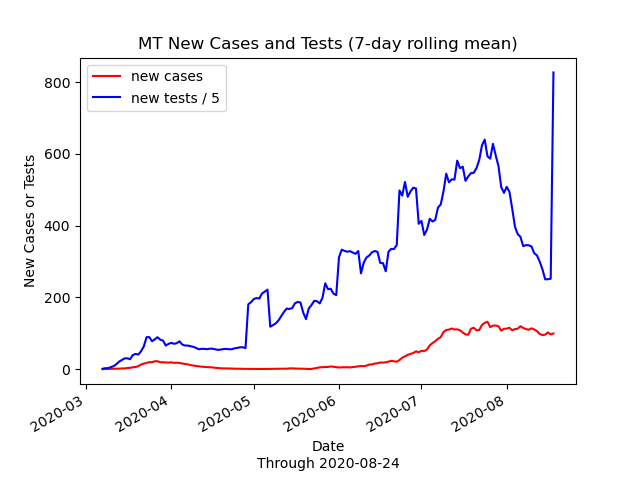 MT New Cases and Tests (7-day rolling mean)
new cases
new tests / 5
New Cases or Tests
800
600
400
200
0
2020-03
2020-04
2020-05
2020-06
2020-07
2020-08
Date
Through 2020-08-24